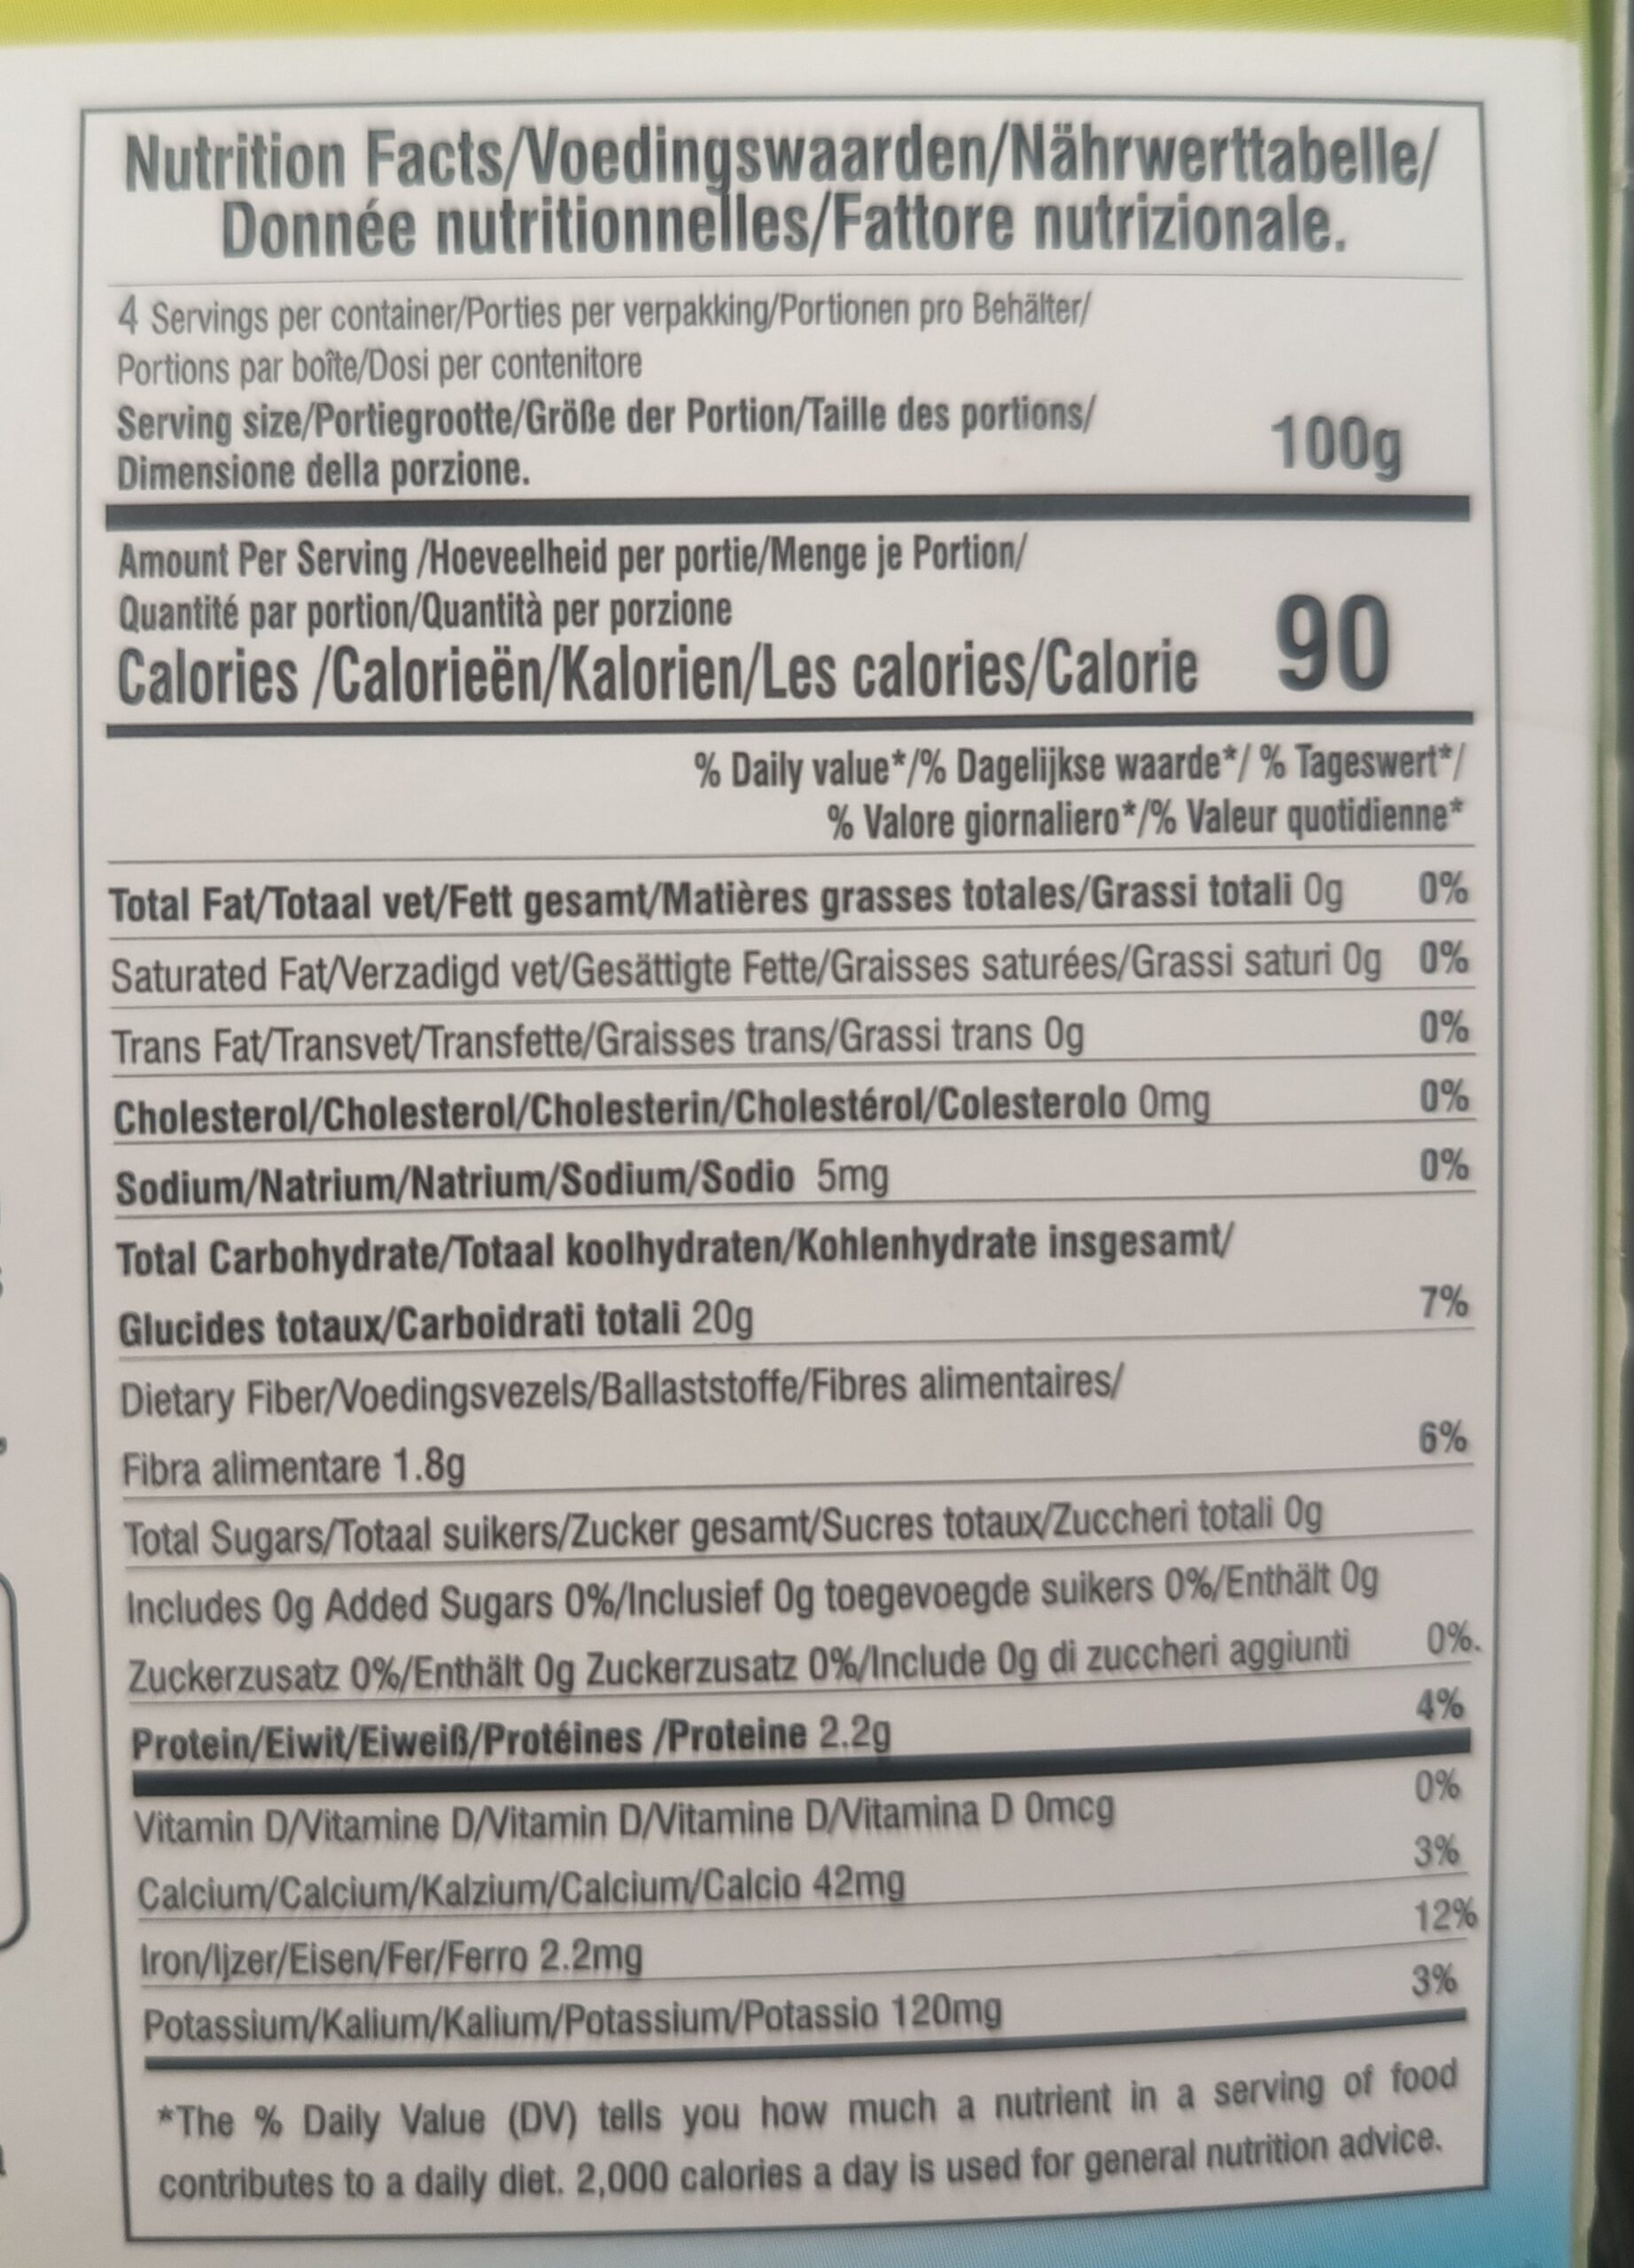 Nutrition Facts/Voedingswaarden/Nährwerttabelle/
Donnée nutritionnelles/Fattore nutrizionale.
4 Servings per container/Porties per verpakking/Portionen pro Behälter/
Portions par boîte/Dosi per contenitore
Serving size/Portiegrootte/Größe der Portion/Taille des portions/
Dimensione della porzione. 100g
Amount Per Serving /Hoeveelheid per portie/Menge je Portion/
Quantité par portion/Quantità per porzione
Calories /Calorieën/Kalorien/Les calories/Calorie 90
% Daily value*/% Dagelijkse waarde*/ % Tageswert*/
% Valore giornaliero*/% Valeur quotidienne*
Total Fat/Totaal vet/Fett gesamt/Matières grasses totales/Grassi totali 0g 0%
Saturated Fat/Verzadigd vet/Gesättigte Fette/Graisses saturées/Grassi saturi 0g 0%
Trans Fat/Transvet/Transfette/Graisses trans/Grassi trans 0g 0%
Cholesterol/Cholesterol/Cholesterin/Cholestérol/Colesterolo 0mg 0%
Sodium/Natrium/Natrium/Sodium/Sodio 5mg 0%
Total Carbohydrate/Totaal koolhydraten/Kohlenhydrate insgesamt/
Glucides totaux/Carboidrati totali 20g 7%
Dietary Fiber/Voedingsvezels/Ballaststoffe/Fibres alimentaires/
Fibra alimentare 1.8g 6%
Total Sugars/Totaal suikers/Zucker gesamt/Sucres totaux/Zuccheri totali 0g
Includes 0g Added Sugars 0%/Inclusief 0g toegevoegde suikers 0%/Enthält 0g
Zuckerzusatz 0%/Enthält 0g Zuckerzusatz 0%/Include 0g di zuccheri aggiunti 0%.
Protein/Eiwit/Eiweiß/Protéines /Proteine 2.2g 4%
Vitamin D/Vitamine D/Vitamin D/Vitamine D/Vitamina D 0mcg 0%
Calcium/Calcium/Kalzium/Calcium/Calcio 42mg 3%
Iron/Ijzer/Eisen/Fer/Ferro 2.2mg 12%
Potassium/Kalium/Kalium/Potassium/Potassio 120mg 3%
*The % Daily Value (DV) tells you how much a nutrient in a serving of food
contributes to a daily diet. 2,000 calories a day is used for general nutrition advice.